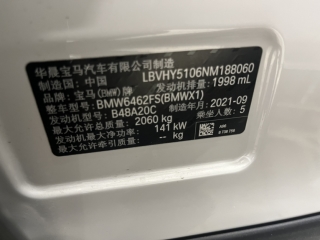 华晨宝马汽车有限公司制造
制造国:中国 LBVHY5106NM188060
品牌:宝马(BMW)牌 发动机排量:1998 mL
整车型号:BMW6462FS(BMWX1)
发动机型号:B48A20C 制造年月:2021-09
最大允许总质量:2060 kg 乘坐人数:5
发动机最大净功率:141 kW
最大允许牵引质量:-- kg